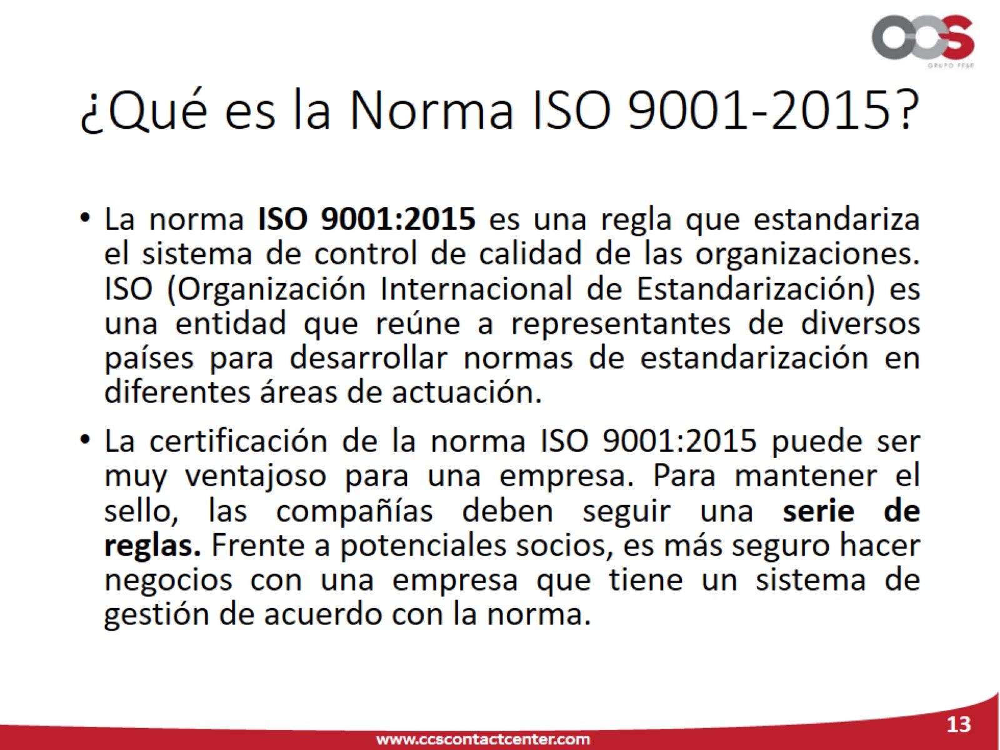 CCS
GRUPO FESE
¿Qué es la Norma ISO 9001-2015?
• La norma ISO 9001:2015 es una regla que estandariza
el sistema de control de calidad de las organizaciones.
ISO (Organización Internacional de Estandarización) es
una entidad que reúne a representantes de diversos
países para desarrollar normas de estandarización en
diferentes áreas de actuación.
• La certificación de la norma ISO 9001:2015 puede ser
muy ventajoso para una empresa. Para mantener el
sello, las compañías deben seguir una serie de
reglas. Frente a potenciales socios, es más seguro hacer
negocios con una empresa que tiene un sistema de
gestión de acuerdo con la norma.
13
www.ccscontactcenter.com